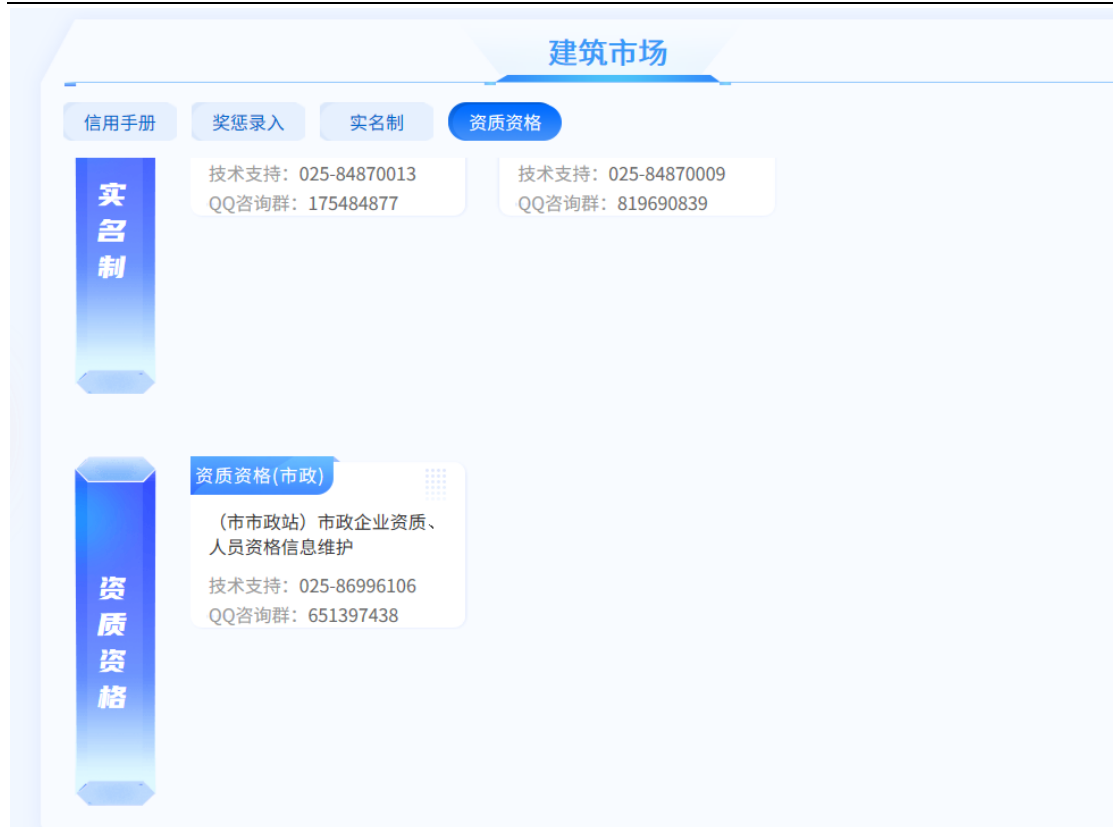 建筑市场
信用手册 奖惩录入 实名制 资质资格
实名制
技术支持：025-84870013
QQ咨询群：175484877
技术支持：025-84870009
QQ咨询群：819690839
资质资格
资质资格(市政)
（市市政站）市政企业资质、
人员资格信息维护
技术支持：025-86996106
QQ咨询群：651397438